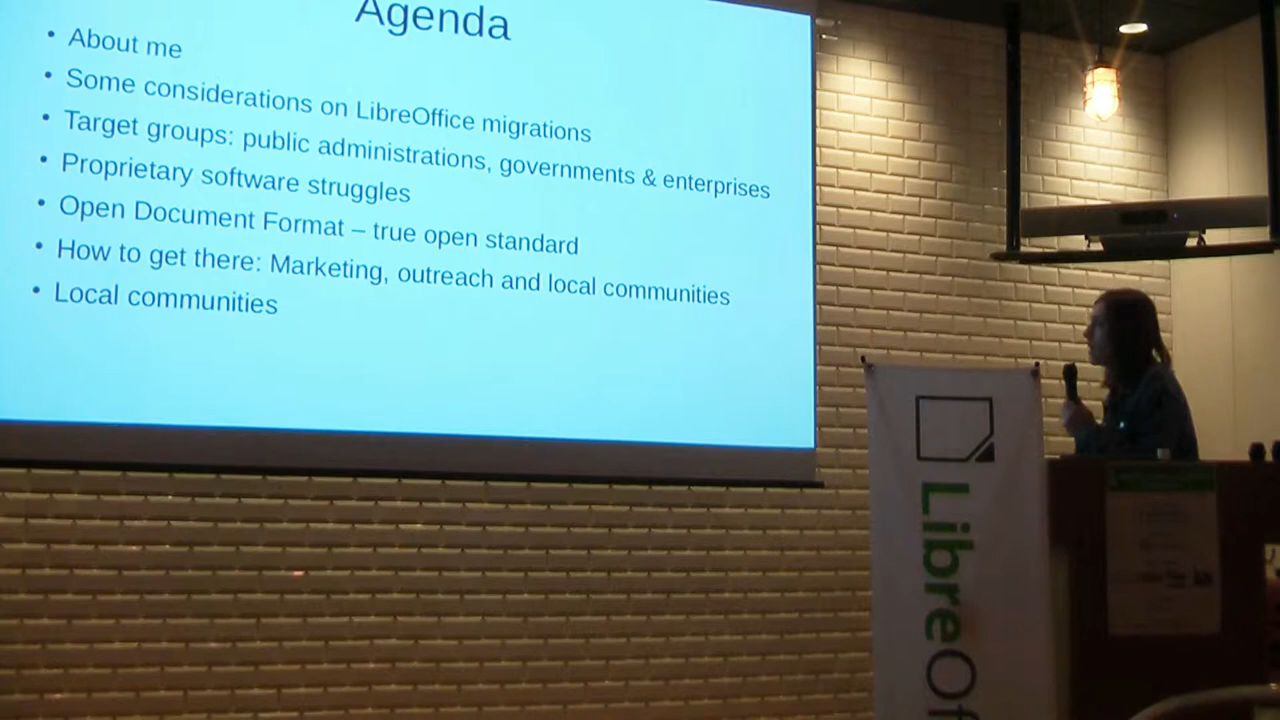 Agenda
• About me
• Some considerations on LibreOffice migrations
• Target groups: public administrations, governments & enterprises
• Proprietary software struggles
• Open Document Format – true open standard
• How to get there: Marketing, outreach and local communities
• Local communities
LibreOf